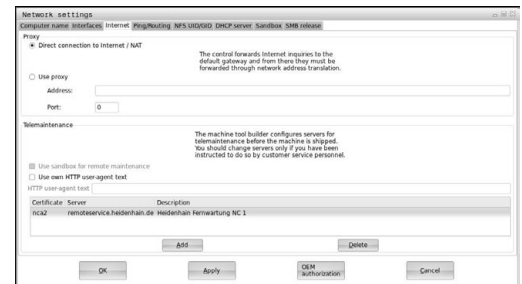 Network settings
Computer name Interfaces Internet Ping/Routing NFS UID/GID DHCP server Sandbox SMB release
Proxy
Direct connection to Internet / NAT
The control forwards Internet inquiries to the
default gateway and from there they must be
forwarded through network address translation.
Use proxy
Address:
Port: 0
Telemaintenance
The machine tool builder configures servers for
telemaintenance before the machine is shipped.
You should change servers only if you have been
instructed to do so by customer service personnel.
Use sandbox for remote maintenance
Use own HTTP user-agent text
HTTP user-agent text
Certificate Server Description
nca2 remoteservice.heidenhain.de Heidenhain Fernwartung NC 1
Add Delete
OK Apply OEM authorization Cancel